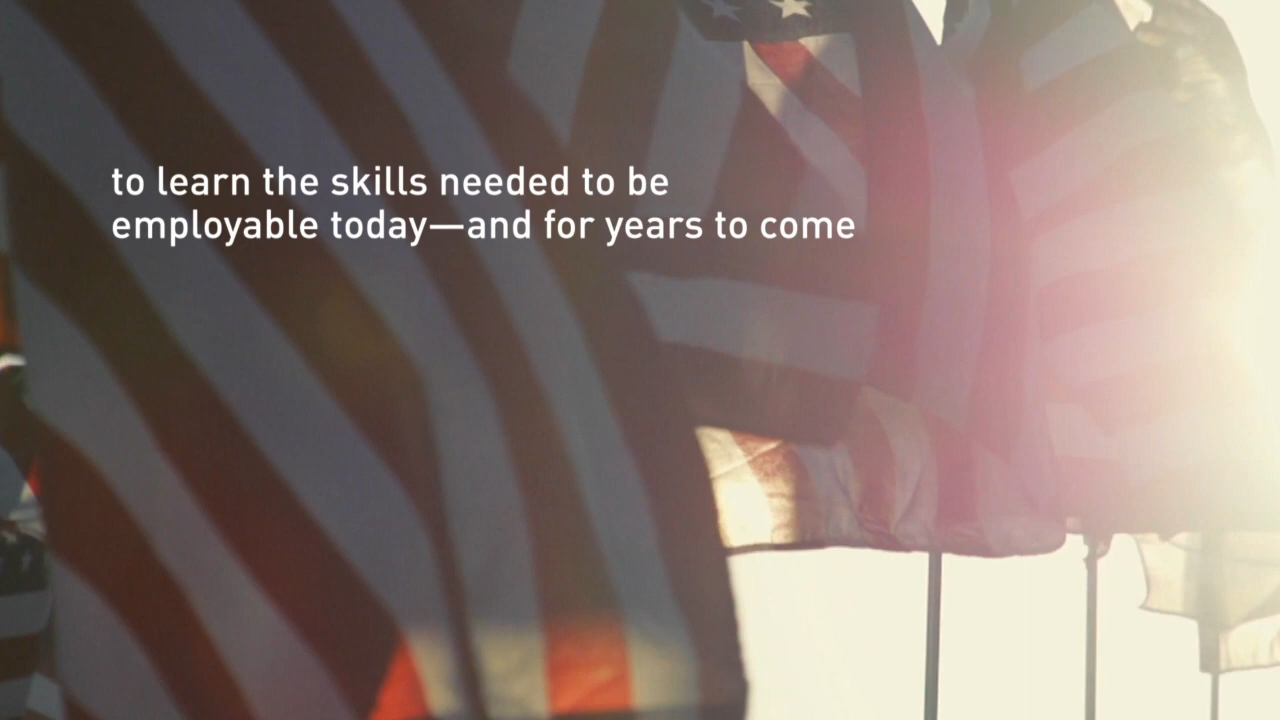 to learn the skills needed to be
employable today—and for years to come